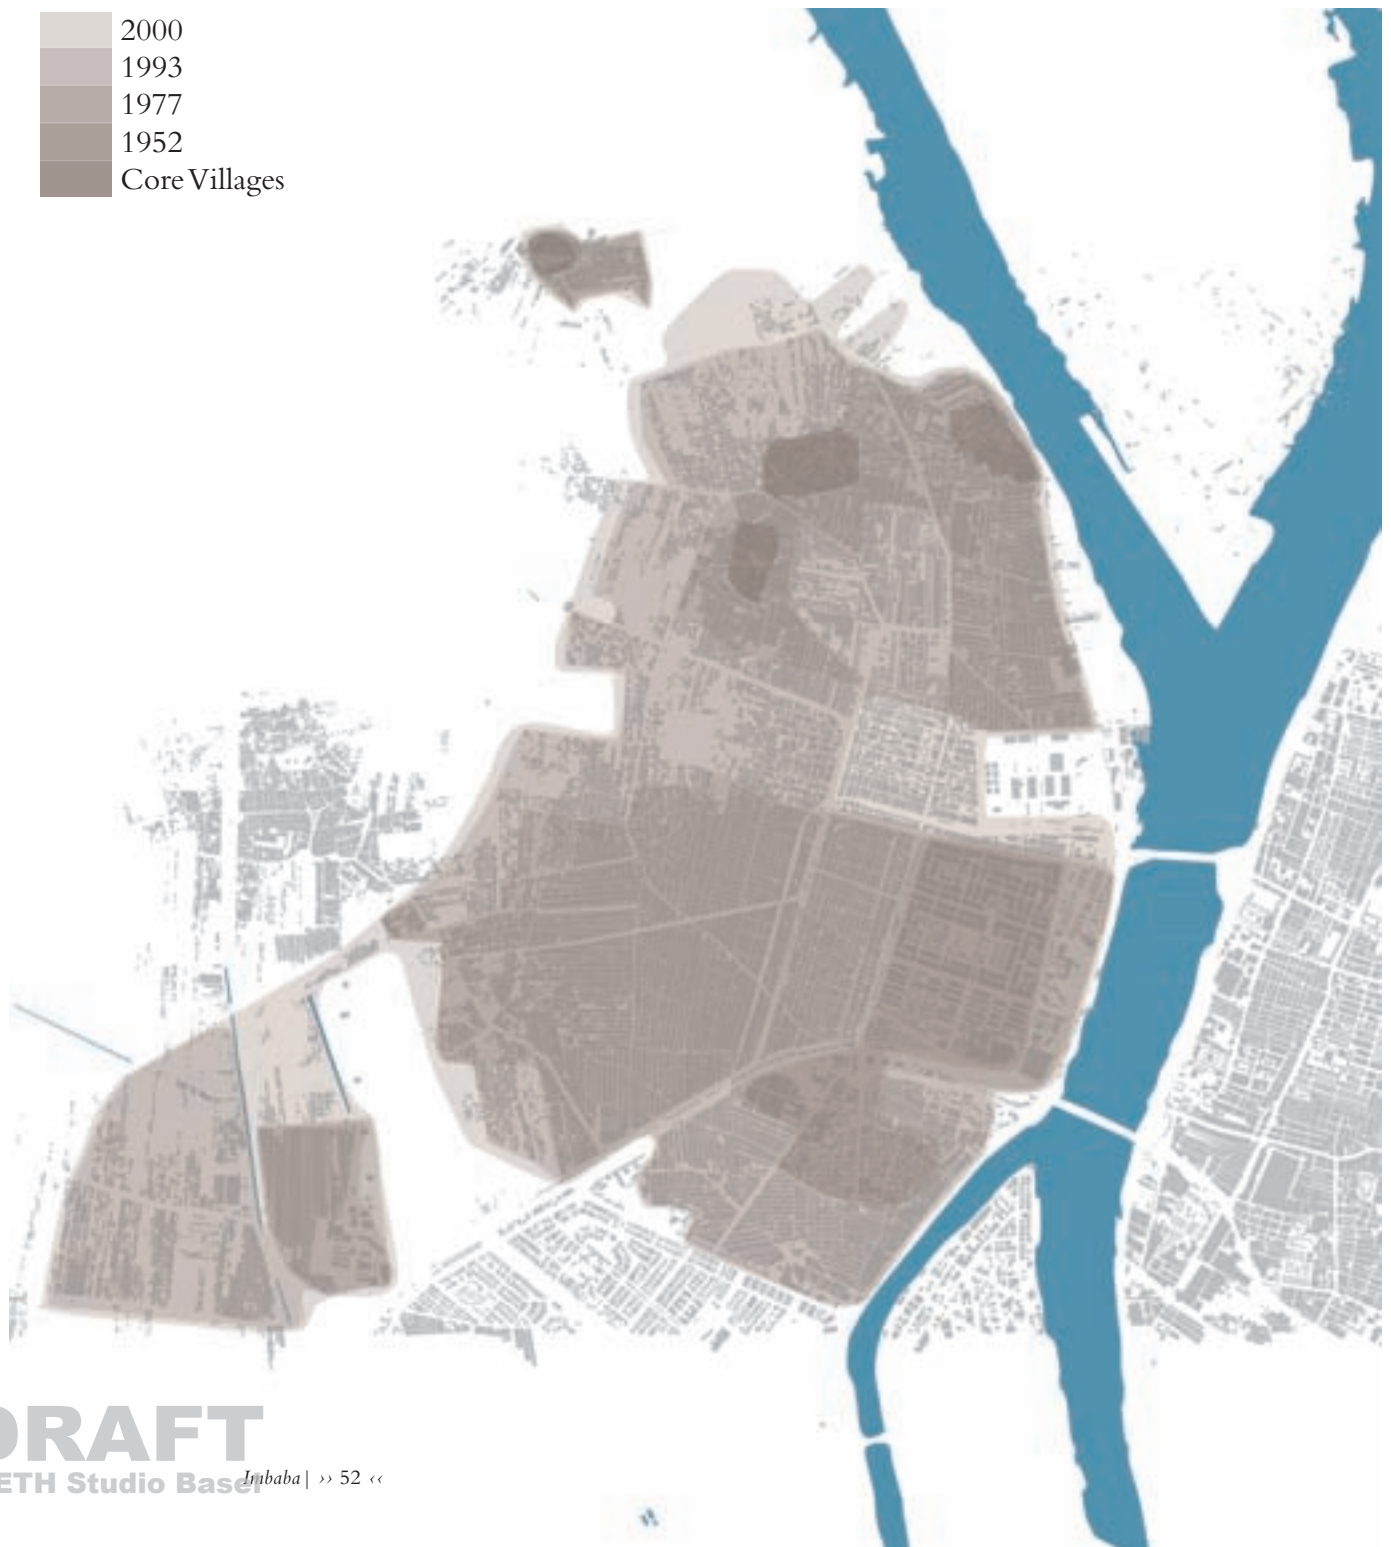 2000
1993
1977
1952
Core Villages
DRAFT
ETH Studio Basel
Imbaba | ›› 52 ‹‹